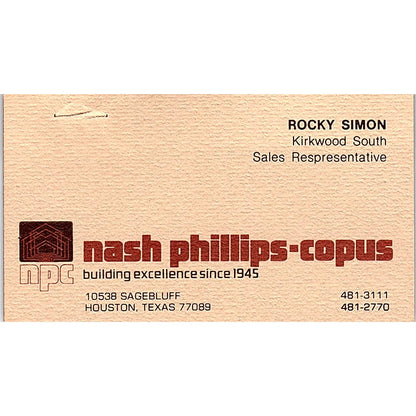 ROCKY SIMON
Kirkwood South
Sales Respresentative
npc
nash phillips-copus
building excellence since 1945
10538 SAGEBLUFF 481-3111
HOUSTON, TEXAS 77089 481-2770